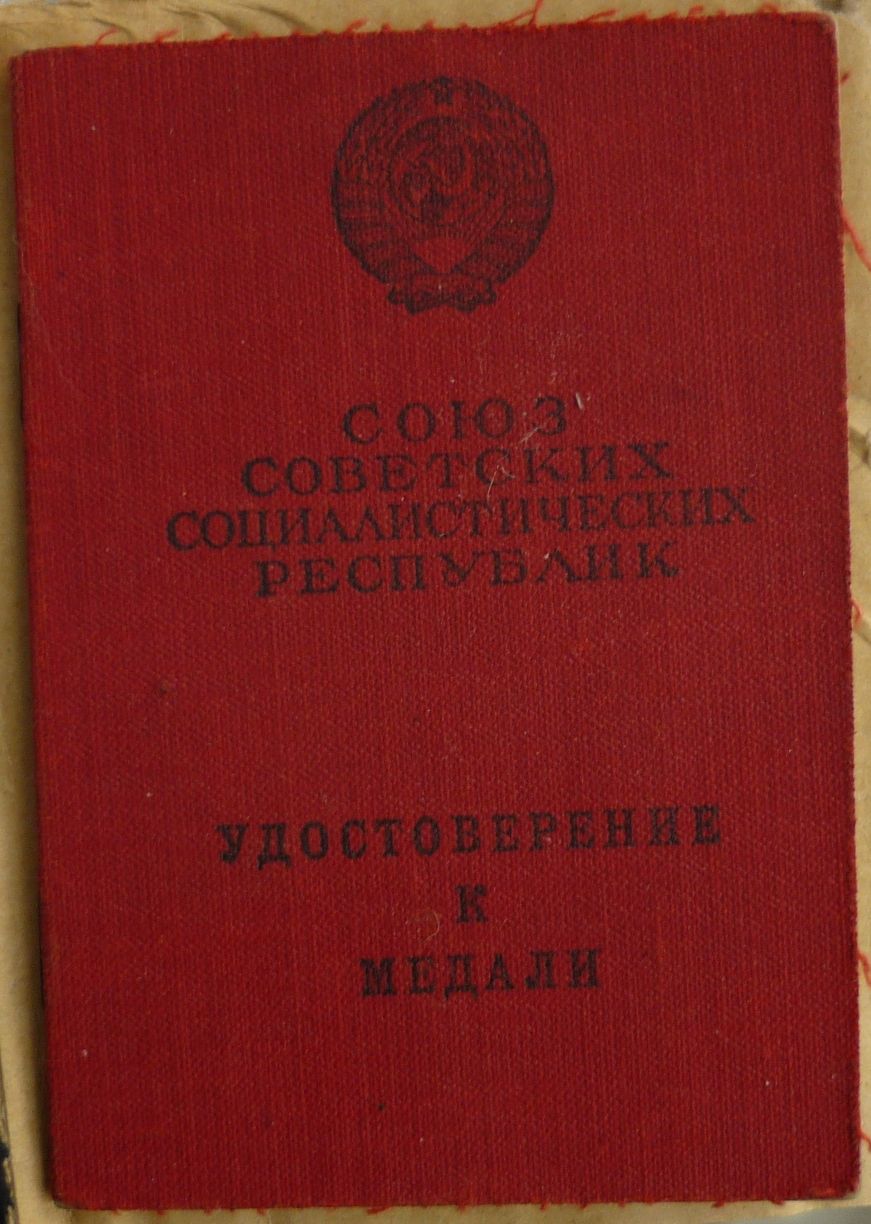 СОЮЗ
СОВЕТСКИХ
СОЦИАЛИСТИЧЕСКИХ
РЕСПУБЛИК
УДОСТОВЕРЕНИЕ
К
МЕДАЛИ